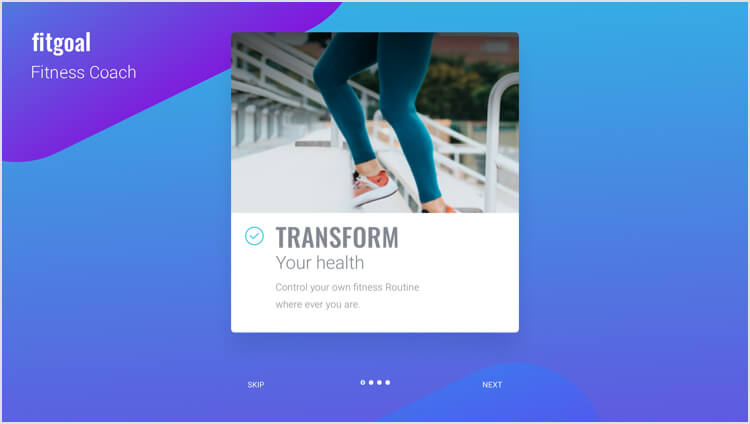 fitgoal
Fitness Coach
TRANSFORM
Your health
Control your own fitness Routine
where ever you are.
SKIP
NEXT